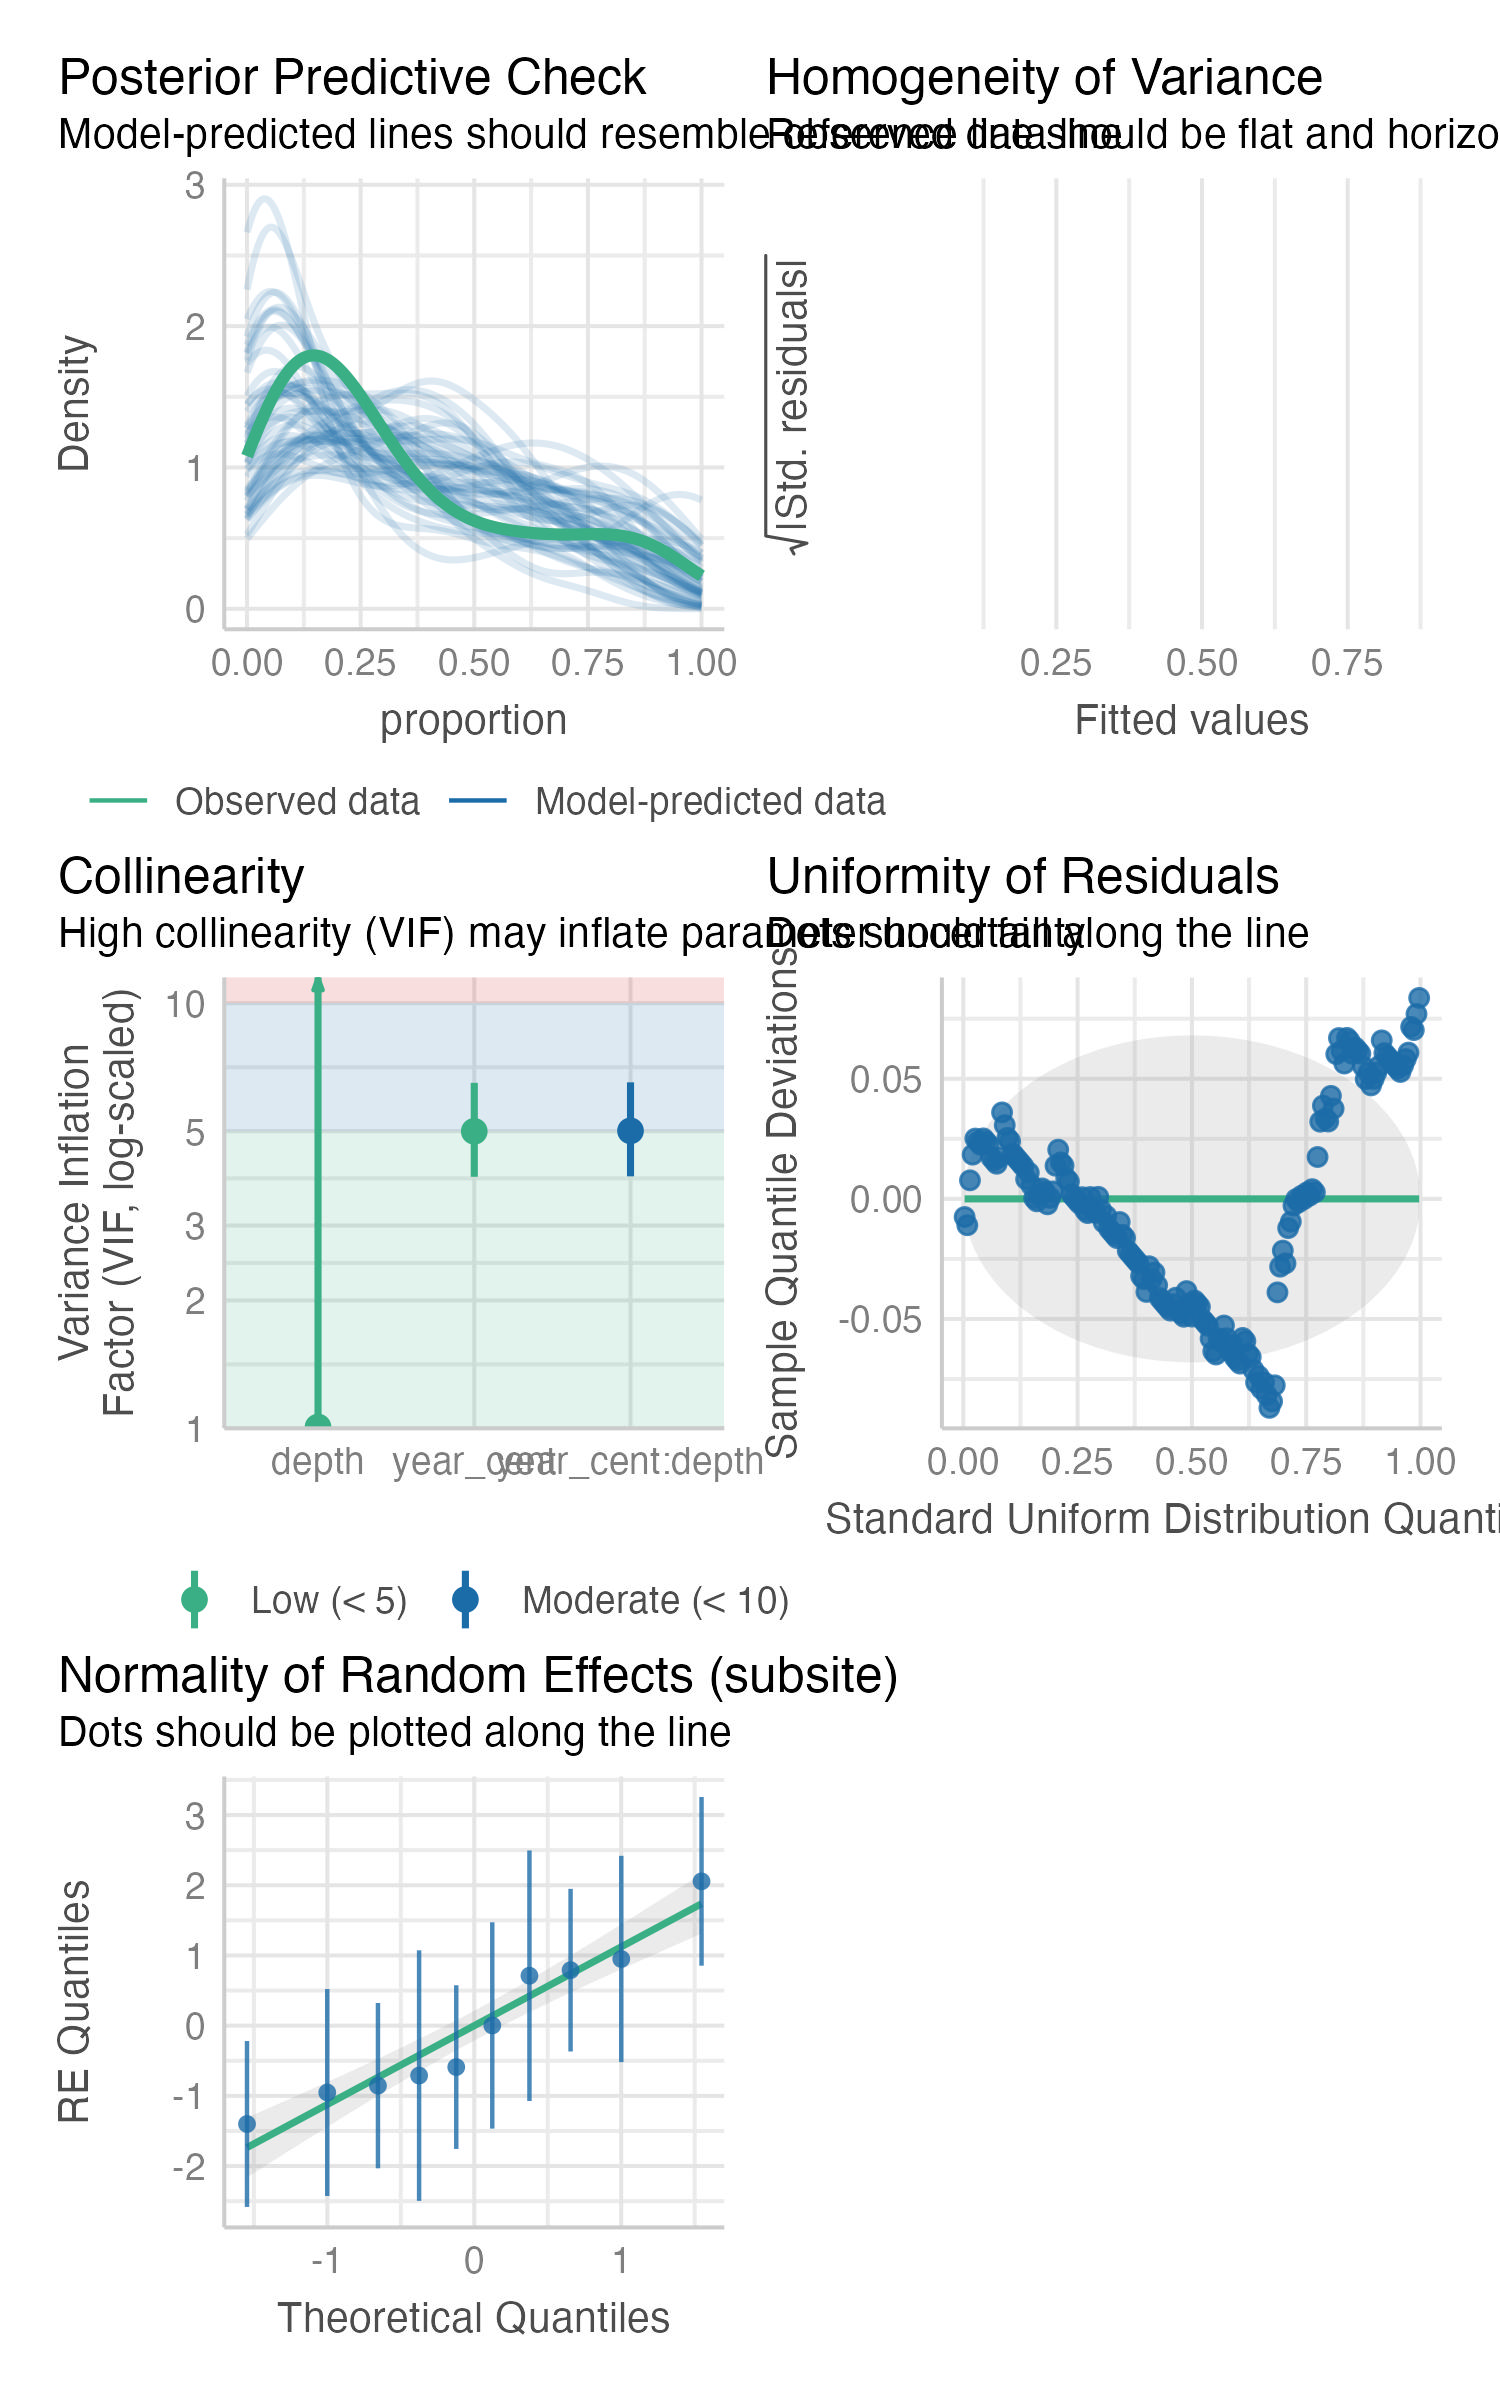 Posterior Predictive Check
Model-predicted lines should resemble observed data line
3
2
1
0
Density
0.00 0.25 0.50 0.75 1.00
proportion
Observed data Model-predicted data
Homogeneity of Variance
Reference line should be flat and horizo
√|Std. residuals|
0.25 0.50 0.75
Fitted values
Collinearity
High collinearity (VIF) may inflate parameter uncertainty
Variance Inflation
Factor (VIF, log-scaled)
10
5
3
2
1
depth year_cent year_cent:depth
Low (< 5) Moderate (< 10)
Uniformity of Residuals
Dots should fall along the line
Sample Quantile Deviations
0.05
0.00
-0.05
0.00 0.25 0.50 0.75 1.00
Standard Uniform Distribution Quanti
Normality of Random Effects (subsite)
Dots should be plotted along the line
RE Quantiles
3
2
1
0
-1
-2
-1 0 1
Theoretical Quantiles